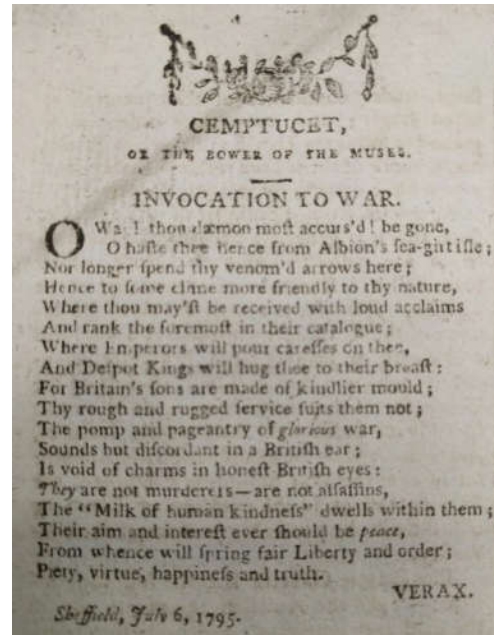 CEMPTUCET,
OR THE BOWER OF THE MUSES.
INVOCATION TO WAR.
O War! thou dæmon moſt accurs'd! be gone,
O haſte thee hence from Albion's ſea-girt iſle;
Nor longer ſpend thy venom'd arrows here;
Hence to ſome clime more friendly to thy nature,
Where thou may'ſt be received with loud acclaims
And rank the foremoſt in their catalogue;
Where Emperors will pour careſſes on thee,
And Deſpot Kings will hug thee to their breaſt:
For Britain's ſons are made of kindlier mould;
Thy rough and rugged ſervice ſuits them not;
The pomp and pageantry of glorious war,
Sounds but diſcordant in a Britiſh ear;
Is void of charms in honeſt Britiſh eyes:
They are not murderers—are not aſſaſſins,
The "Milk of human kindneſs" dwells within them;
Their aim and intereſt ever ſhould be peace,
From whence will ſpring fair Liberty and order;
Piety, virtue, happineſs and truth.
VERAX.
Sheffield, July 6, 1795.